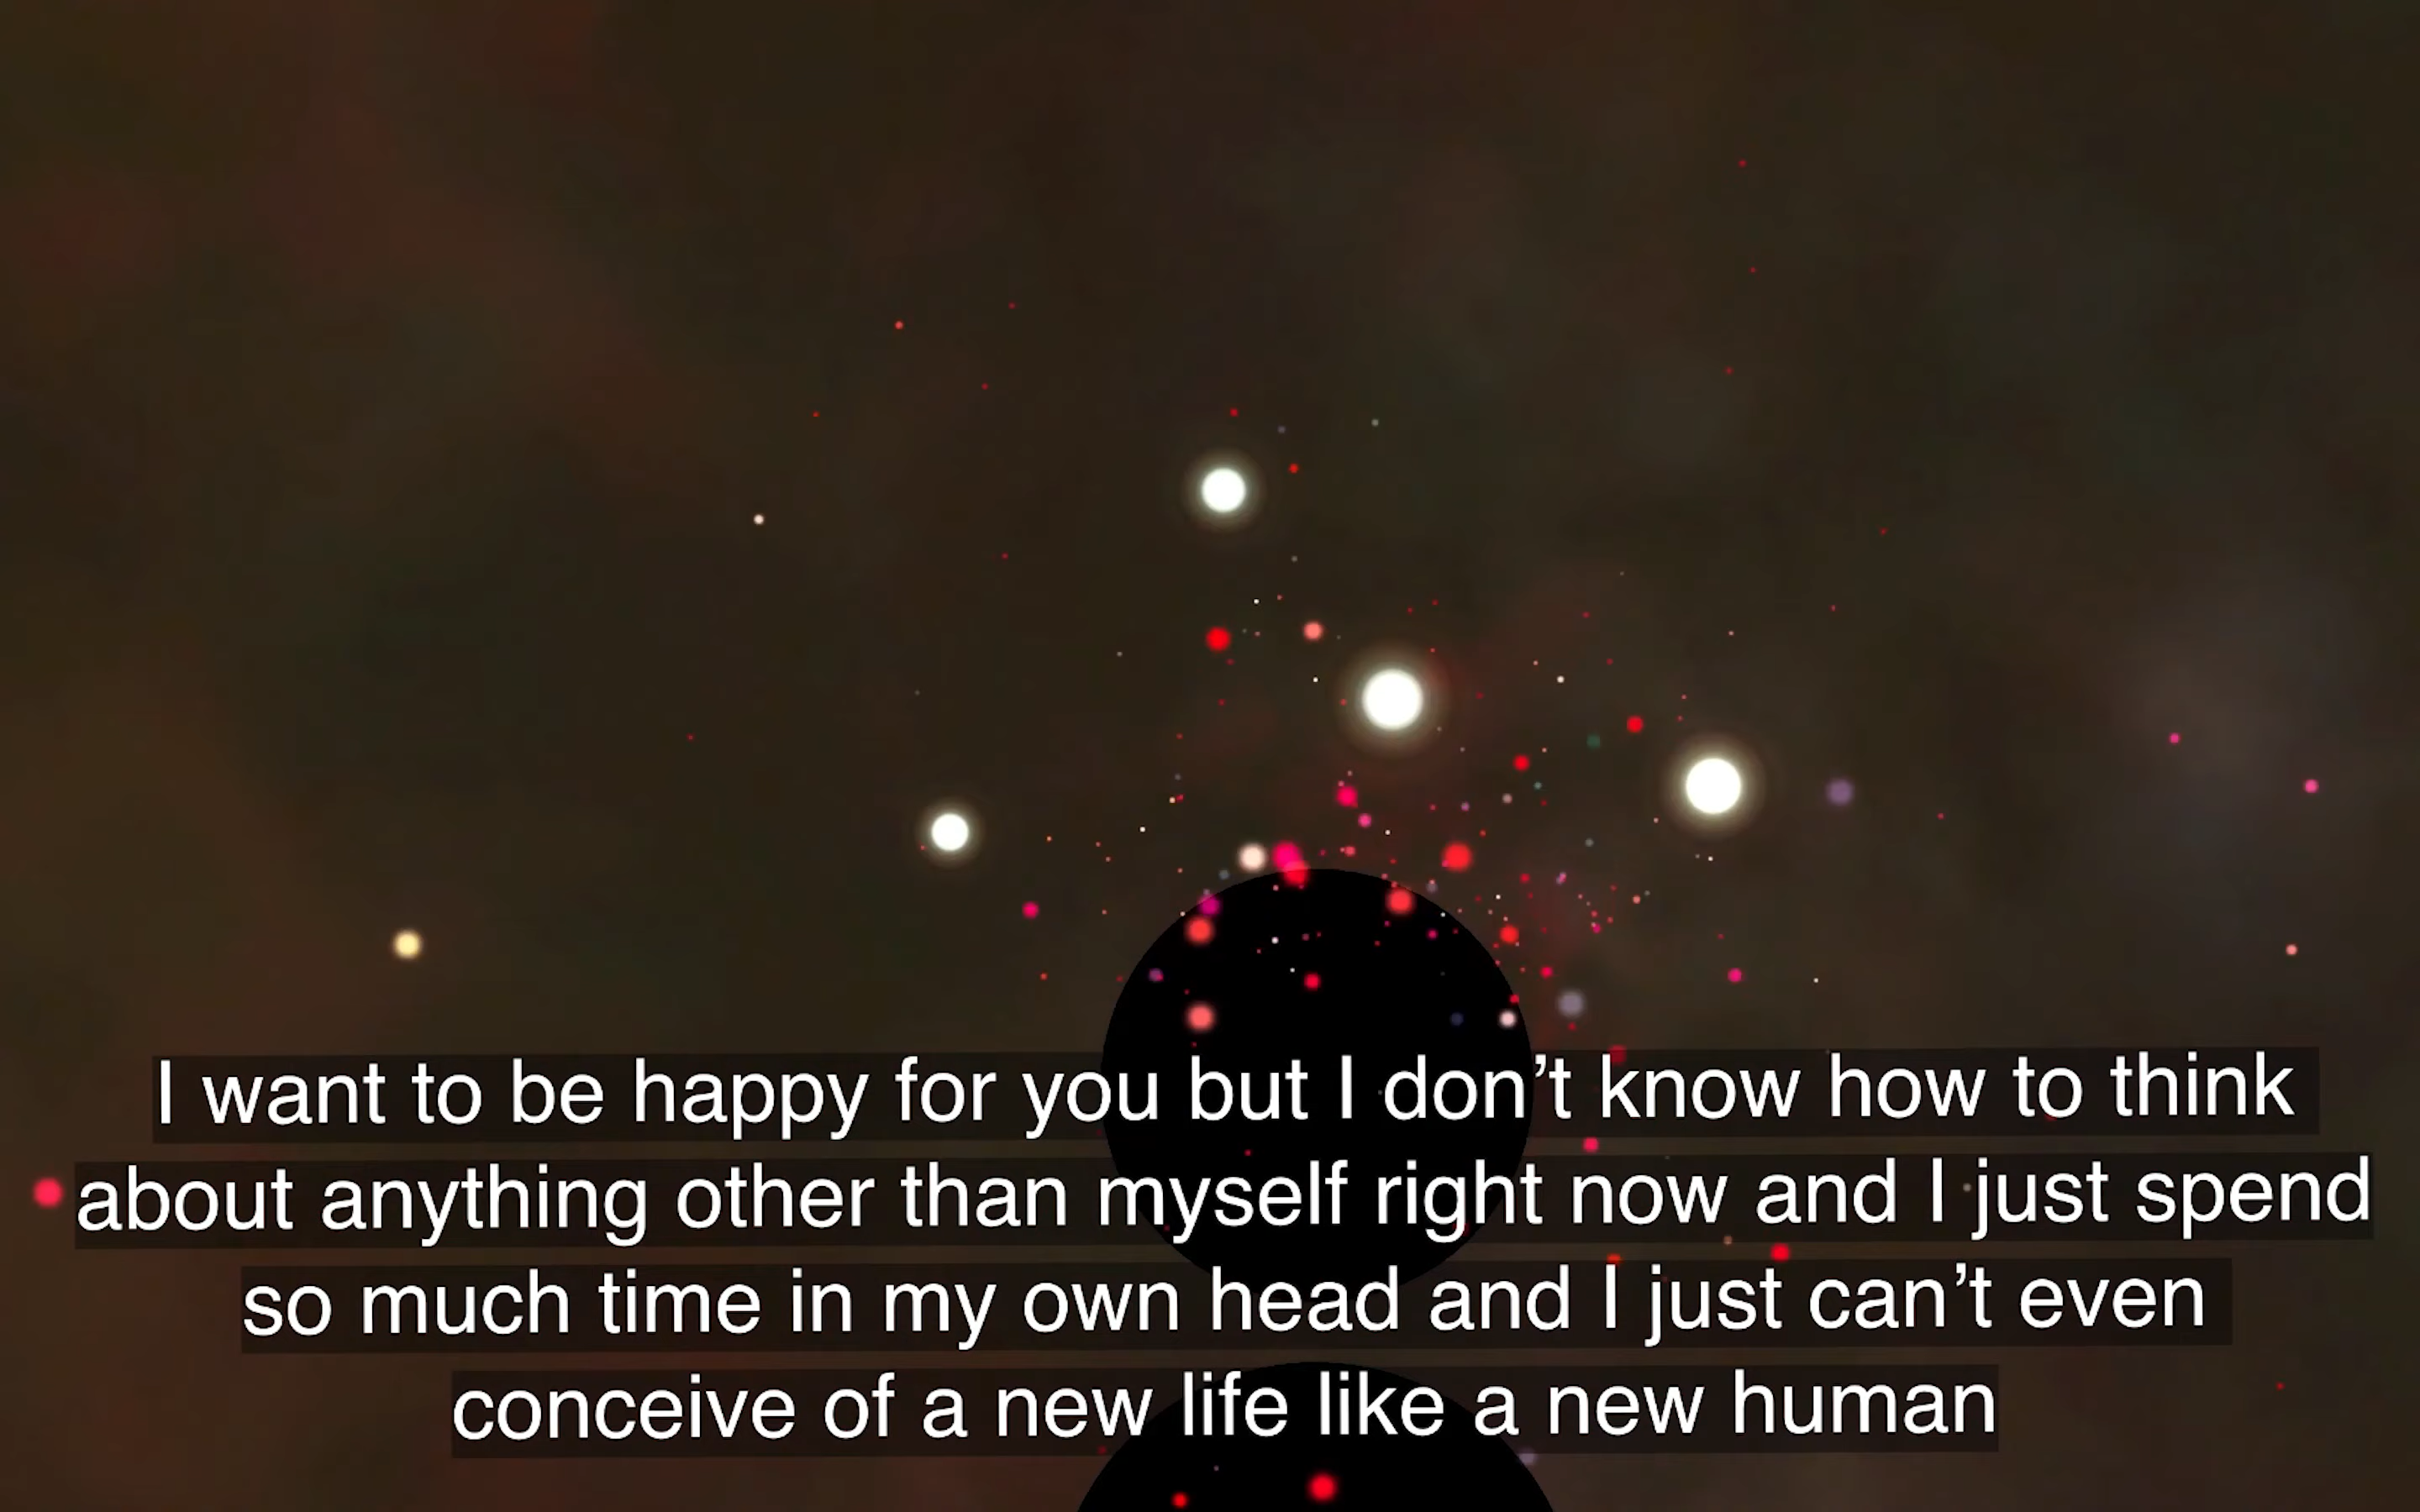 I want to be happy for you but I don’t know how to think
about anything other than myself right now and I just spend
so much time in my own head and I just can’t even
conceive of a new life like a new human